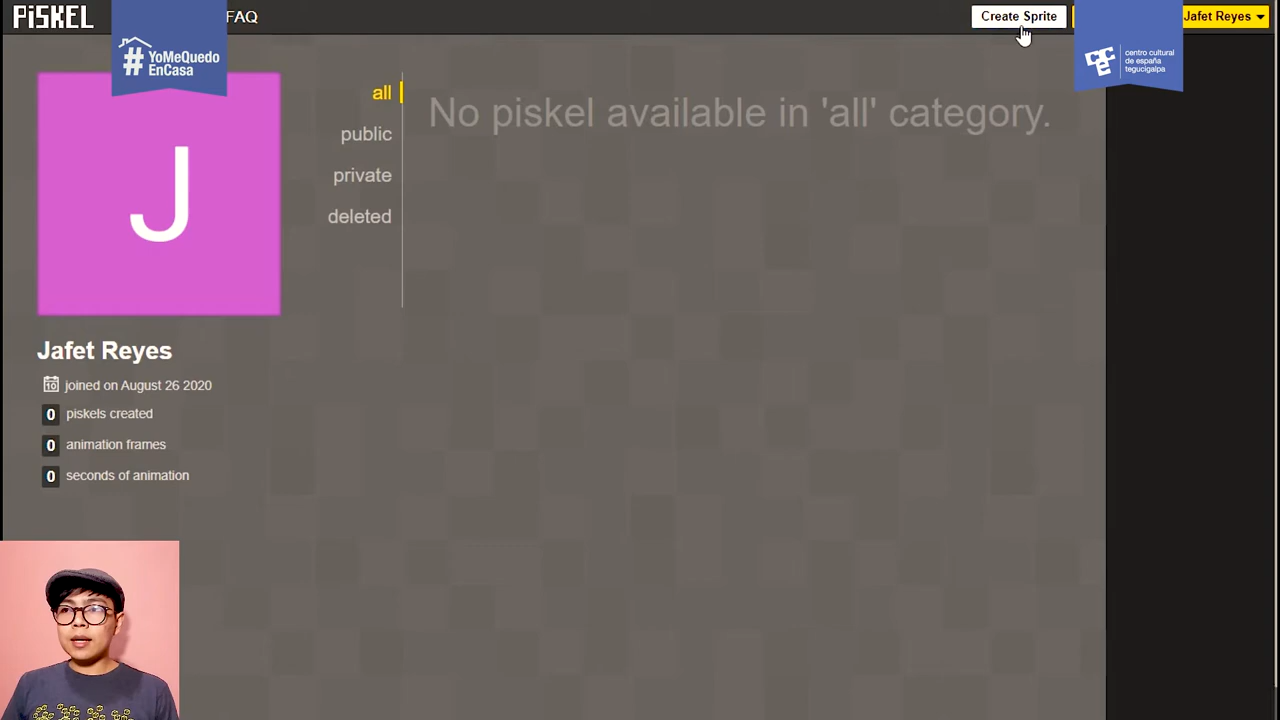 PiSKEL
FAQ
Create Sprite
Jafet Reyes
# YoMeQuedo
EnCasa
cce
centro cultural
de españa
tegucigalpa
all
public
private
deleted
No piskel available in 'all' category.
J
Jafet Reyes
10 joined on August 26 2020
0 piskels created
0 animation frames
0 seconds of animation